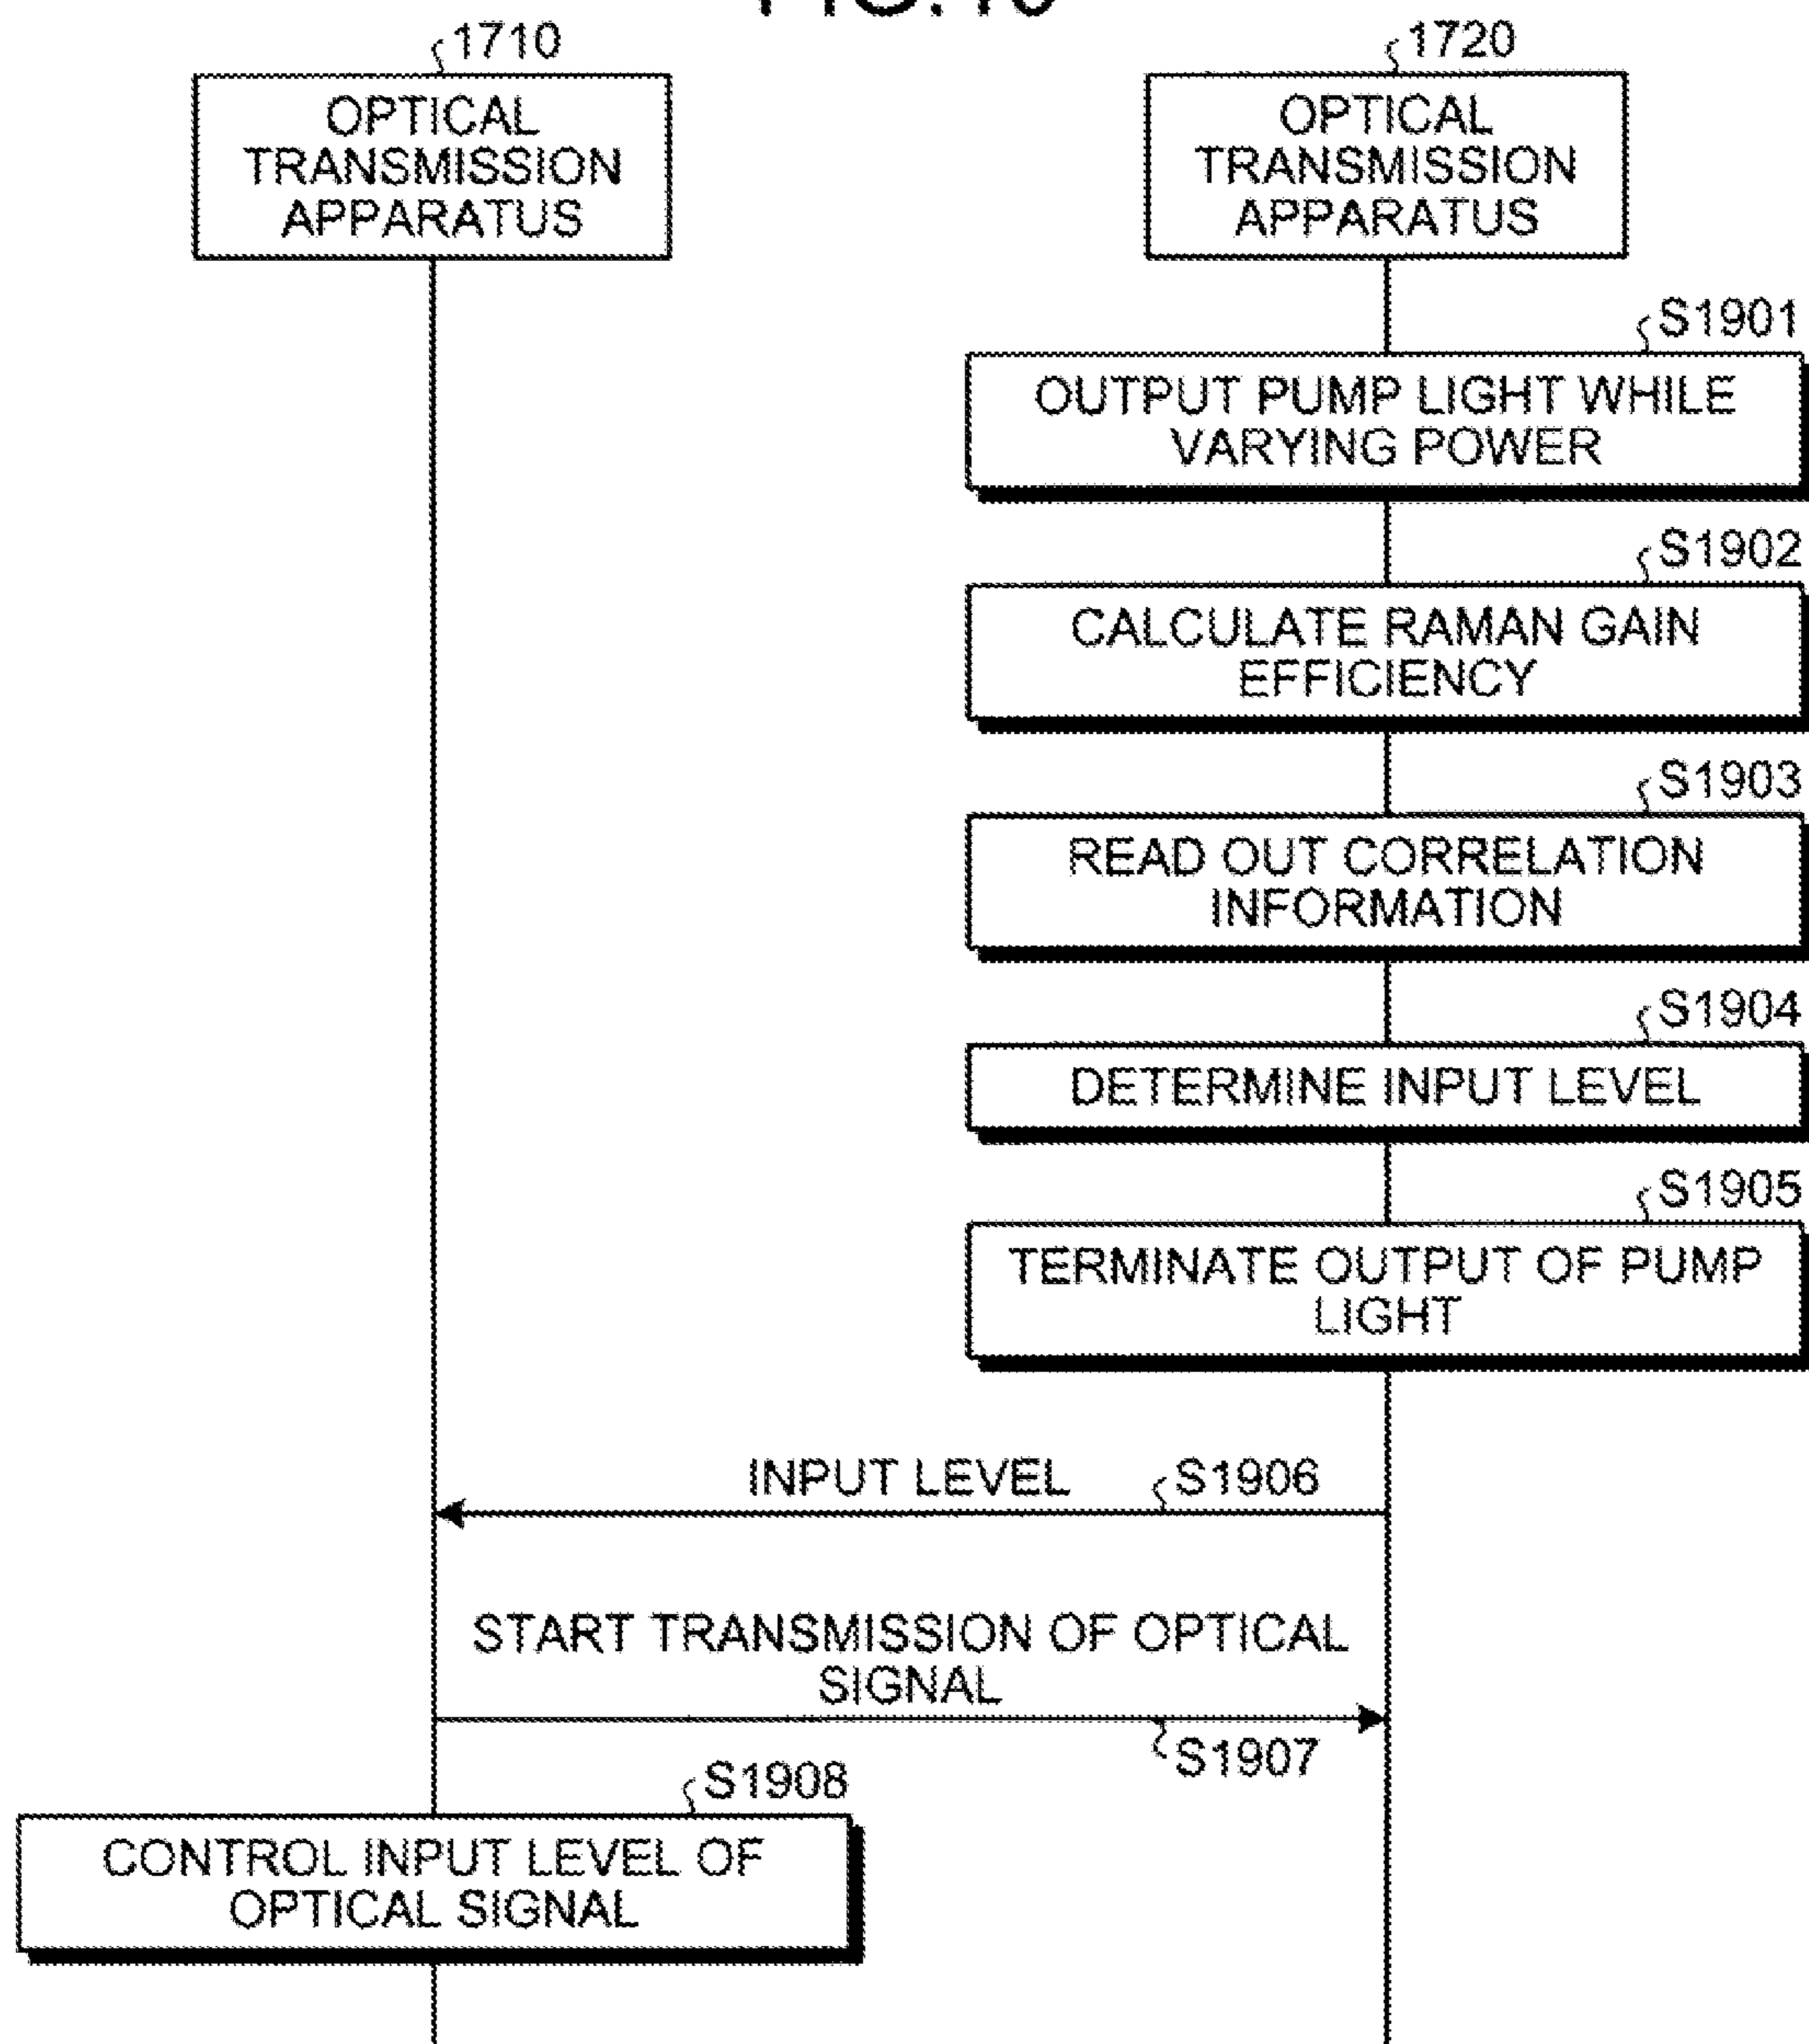 1710
1720
OPTICAL
TRANSMISSION
APPARATUS
OPTICAL
TRANSMISSION
APPARATUS
S1901
OUTPUT PUMP LIGHT WHILE
VARYING POWER
S1902
CALCULATE RAMAN GAIN
EFFICIENCY
S1903
READ OUT CORRELATION
INFORMATION
S1904
DETERMINE INPUT LEVEL
S1905
TERMINATE OUTPUT OF PUMP
LIGHT
INPUT LEVEL
S1906
START TRANSMISSION OF OPTICAL
SIGNAL
S1907
S1908
CONTROL INPUT LEVEL OF
OPTICAL SIGNAL